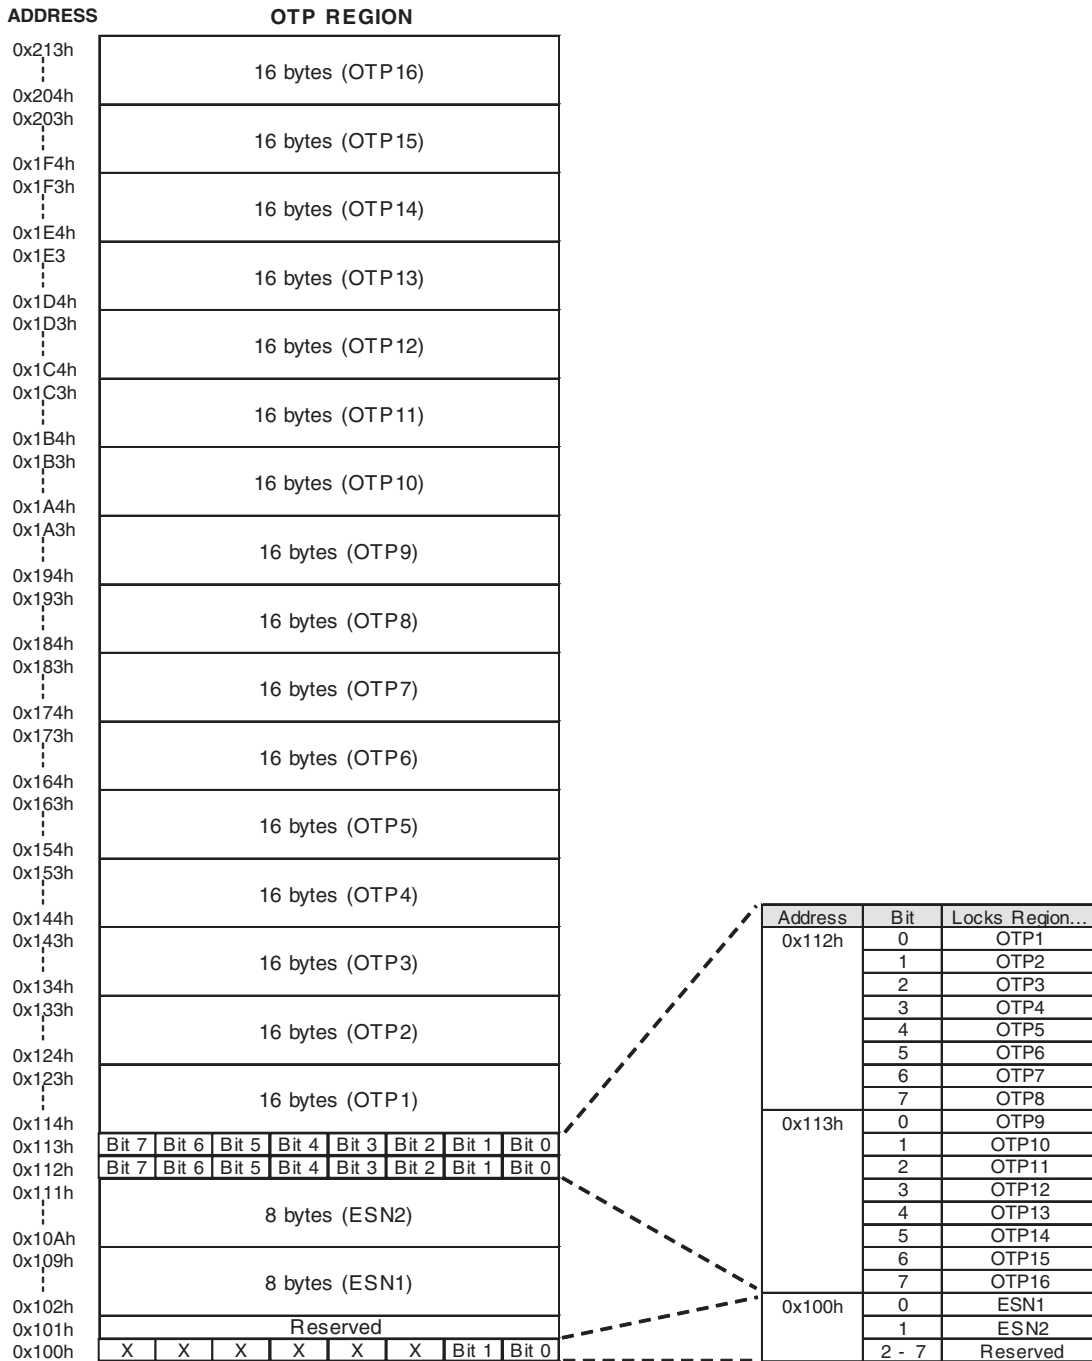 ADDRESS OTP REGION
0x213h
16 bytes (OTP16)
0x204h
0x203h
16 bytes (OTP15)
0x1F4h
0x1F3h
16 bytes (OTP14)
0x1E4h
0x1E3
16 bytes (OTP13)
0x1D4h
0x1D3h
16 bytes (OTP12)
0x1C4h
0x1C3h
16 bytes (OTP11)
0x1B4h
0x1B3h
16 bytes (OTP10)
0x1A4h
0x1A3h
16 bytes (OTP9)
0x194h
0x193h
16 bytes (OTP8)
0x184h
0x183h
16 bytes (OTP7)
0x174h
0x173h
16 bytes (OTP6)
0x164h
0x163h
16 bytes (OTP5)
0x154h
0x153h
16 bytes (OTP4)
0x144h
0x143h
16 bytes (OTP3)
0x134h
0x133h
16 bytes (OTP2)
0x124h
0x123h
16 bytes (OTP1)
0x114h
0x113h Bit 7 Bit 6 Bit 5 Bit 4 Bit 3 Bit 2 Bit 1 Bit 0
0x112h Bit 7 Bit 6 Bit 5 Bit 4 Bit 3 Bit 2 Bit 1 Bit 0
0x111h
8 bytes (ESN2)
0x10Ah
0x109h
8 bytes (ESN1)
0x102h
0x101h Reserved
0x100h X X X X X X Bit 1 Bit 0
Address Bit Locks Region...
0x112h 0 OTP1
1 OTP2
2 OTP3
3 OTP4
4 OTP5
5 OTP6
6 OTP7
7 OTP8
0x113h 0 OTP9
1 OTP10
2 OTP11
3 OTP12
4 OTP13
5 OTP14
6 OTP15
7 OTP16
0x100h 0 ESN1
1 ESN2
2 - 7 Reserved